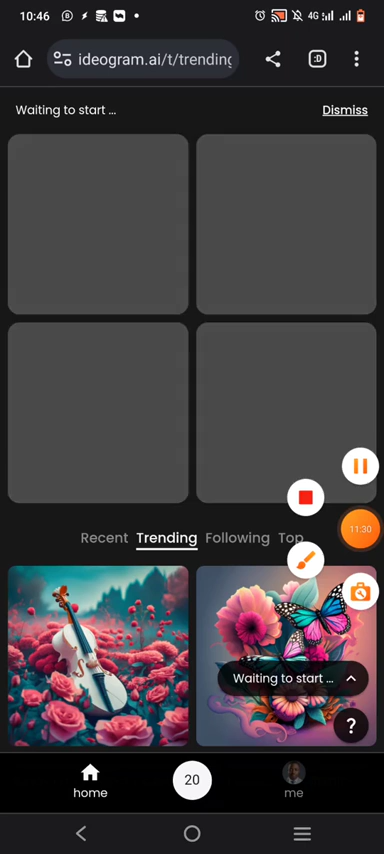 10:46
4G
:D
ideogram.ai/t/trending
Waiting to start ...
Dismiss
11:30
Recent Trending Following Top
Waiting to start ...
?
home
20
me